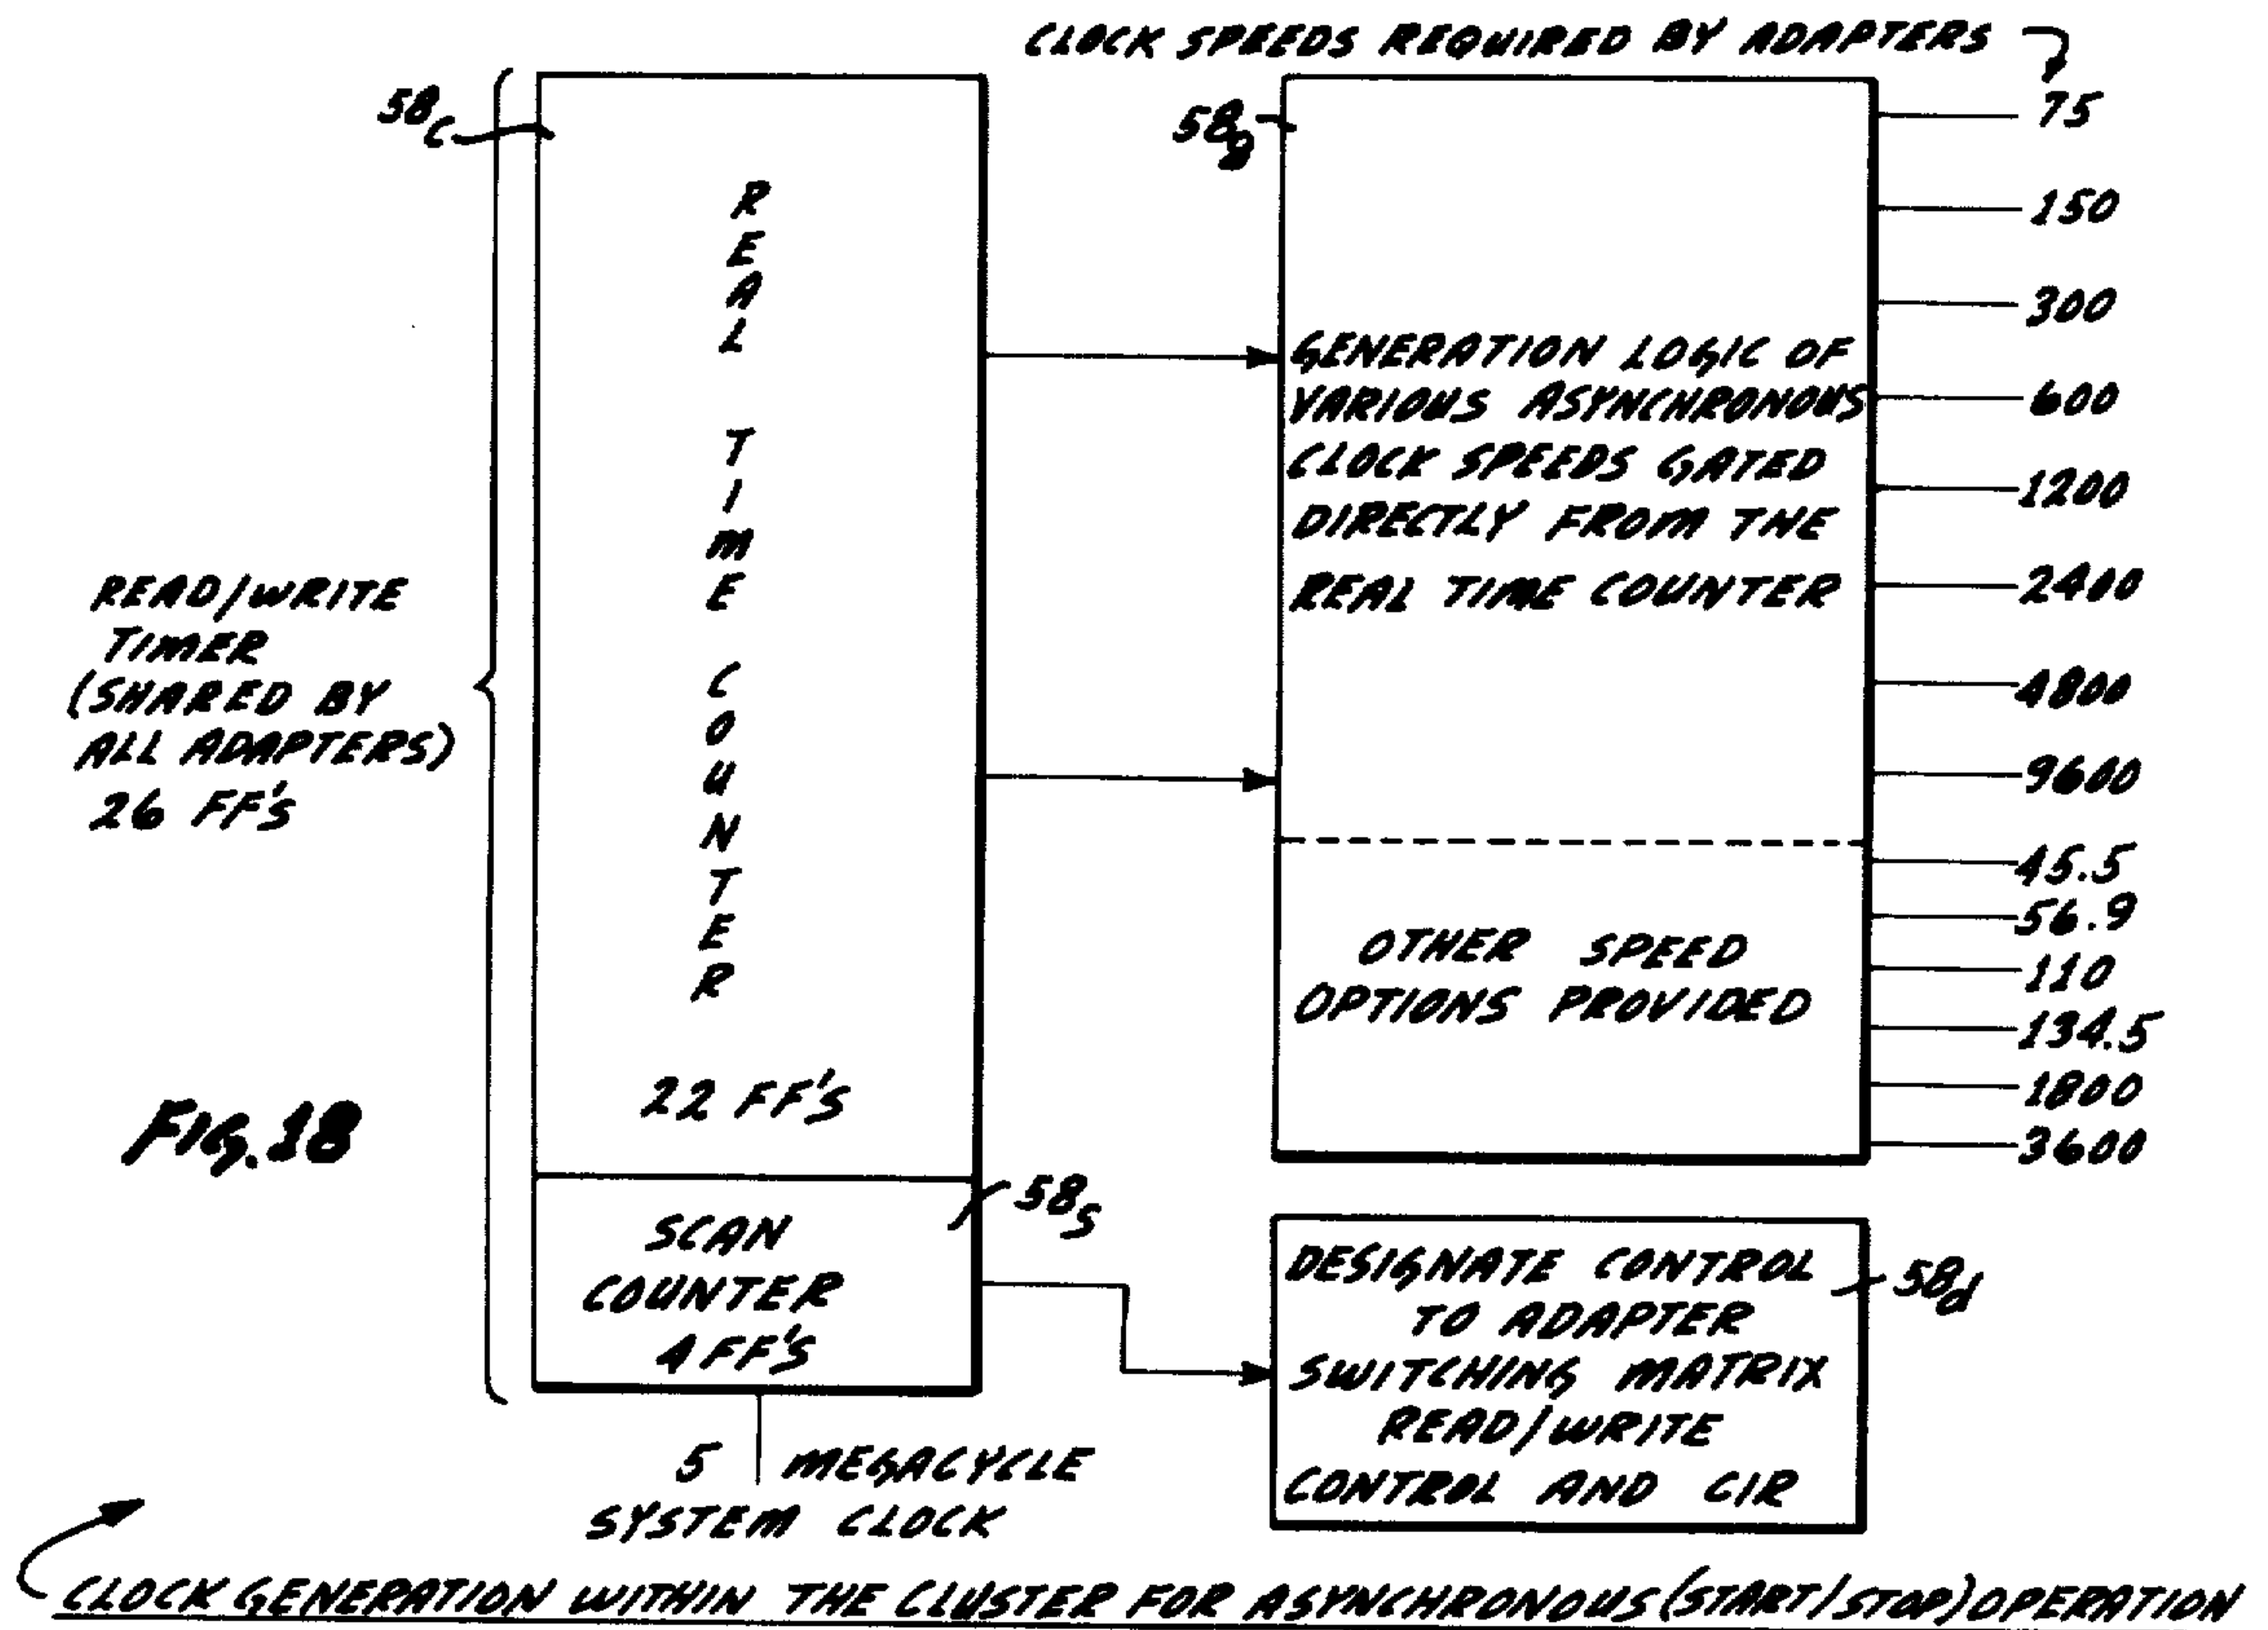 CLOCK SPEEDS REQUIRED BY ADAPTERS
58c
REAL TIME COUNTER
22 FF'S
READ/WRITE
TIMER
(SHARED BY
ALL ADAPTERS)
26 FF'S
58g
GENERATION LOGIC OF
VARIOUS ASYNCHRONOUS
CLOCK SPEEDS GATED
DIRECTLY FROM THE
REAL TIME COUNTER
75
150
300
600
1200
2400
4800
9600
OTHER SPEED
OPTIONS PROVIDED
45.5
56.9
110
134.5
1800
3600
FIG.18
58s
SCAN
COUNTER
4 FF'S
5 MEGACYCLE
SYSTEM CLOCK
58d
DESIGNATE CONTROL
TO ADAPTER
SWITCHING MATRIX
READ/WRITE
CONTROL AND CIR
CLOCK GENERATION WITHIN THE CLUSTER FOR ASYNCHRONOUS (START/STOP) OPERATION